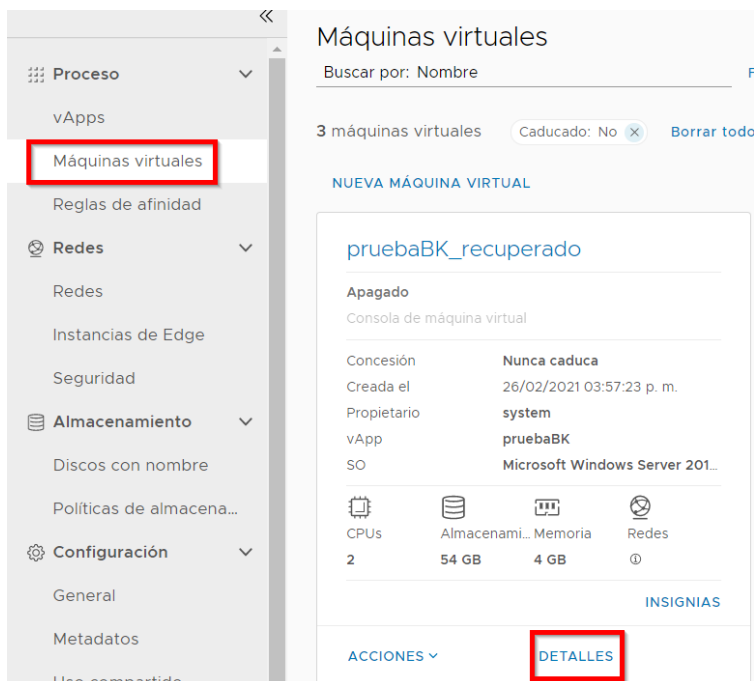 Proceso
vApps
Máquinas virtuales
Reglas de afinidad
Redes
Redes
Instancias de Edge
Seguridad
Almacenamiento
Discos con nombre
Políticas de almacena...
Configuración
General
Metadatos
Máquinas virtuales
Buscar por: Nombre
3 máquinas virtuales Caducado: No Borrar todo
NUEVA MÁQUINA VIRTUAL
pruebaBK_recuperado
Apagado
Consola de máquina virtual
Concesión Nunca caduca
Creada el 26/02/2021 03:57:23 p. m.
Propietario system
vApp pruebaBK
SO Microsoft Windows Server 201...
CPUs Almacenami... Memoria Redes
2 54 GB 4 GB
INSIGNIAS
ACCIONES DETALLES